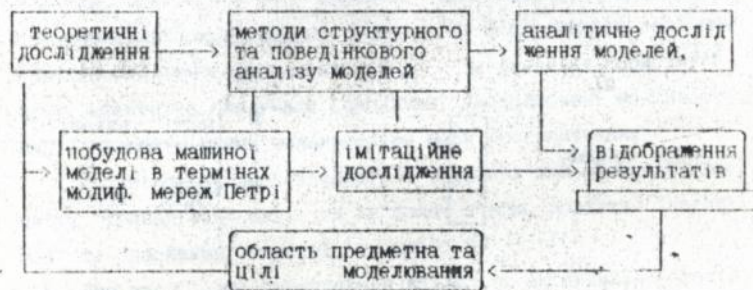 теоретичні
дослідження
методи структурного
та поведінкового
аналізу моделей
аналітичне дослід
ження моделей.
побудова машиної
моделі в термінах
модиф. мереж Петрі
імітаційне
дослідження
відображення
результатів
область предметна та
цілі моделювання